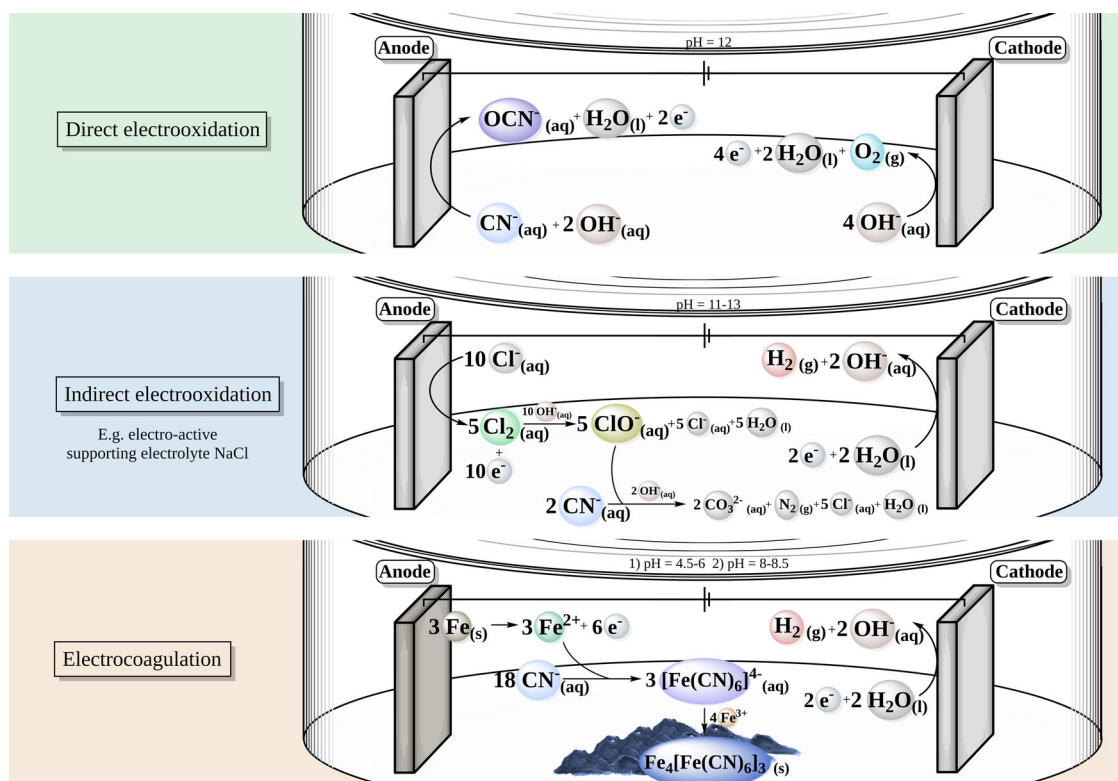 pH = 12
Anode
Cathode
Direct electrooxidation
OCN⁻ (aq) + H₂O(l) + 2 e⁻
4 e⁻ + 2 H₂O(l) + O₂ (g)
CN⁻(aq) + 2 OH⁻(aq)
4 OH⁻(aq)
pH = 11-13
Anode
Cathode
Indirect electrooxidation
E.g. electro-active
supporting electrolyte NaCl
10 Cl⁻(aq)
H₂ (g) + 2 OH⁻(aq)
5 Cl₂(aq)
+
10 e⁻
10 OH⁻(aq)
5 ClO⁻(aq) + 5 Cl⁻(aq) + 5 H₂O (l)
2 e⁻ + 2 H₂O(l)
2 CN⁻(aq)
2 OH⁻(aq)
2 CO₃²⁻ (aq) + N₂(g) + 5 Cl⁻(aq) + H₂O (l)
1) pH = 4.5-6 2) pH = 8-8.5
Anode
Cathode
Electrocoagulation
3 Fe(s) → 3 Fe²⁺ + 6 e⁻
H₂ (g) + 2 OH⁻(aq)
18 CN⁻(aq)
3 [Fe(CN)₆]⁴⁻(aq)
2 e⁻ + 2 H₂O(l)
4 Fe³⁺
Fe₄[Fe(CN)₆]₃ (s)